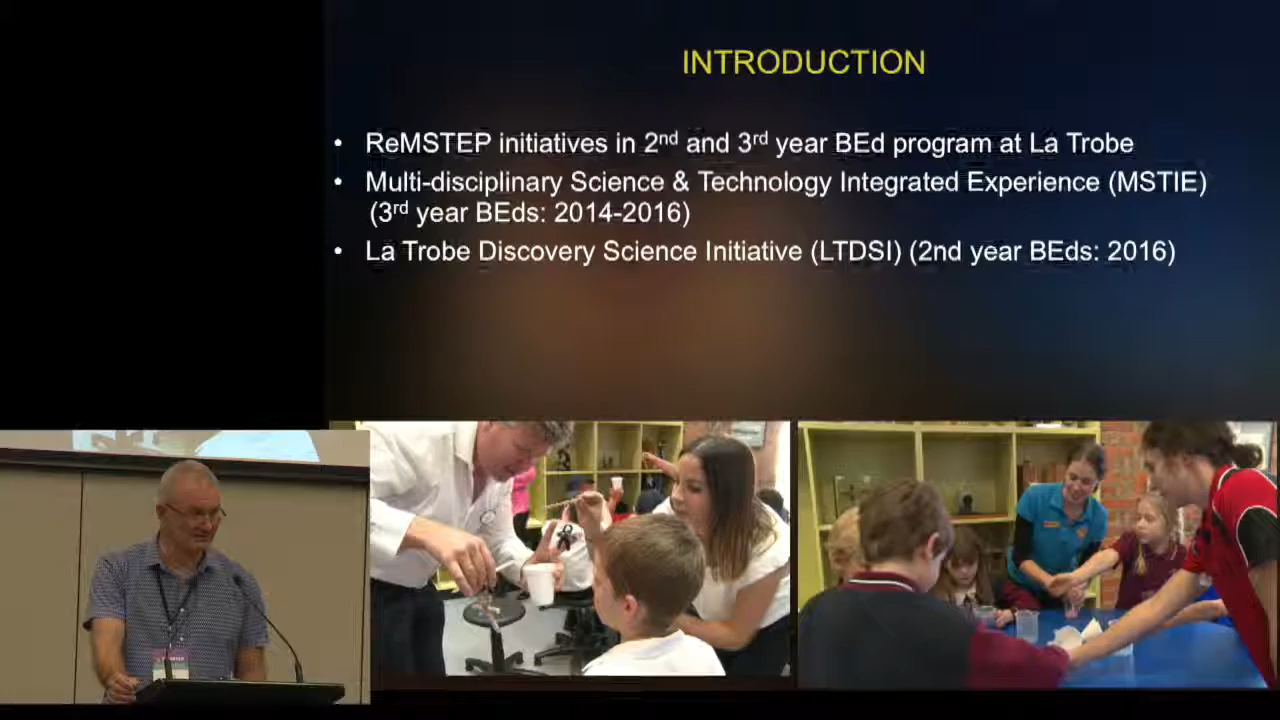 INTRODUCTION
• ReMSTEP initiatives in 2nd and 3rd year BEd program at La Trobe
• Multi-disciplinary Science & Technology Integrated Experience (MSTIE)
(3rd year BEds: 2014-2016)
• La Trobe Discovery Science Initiative (LTDSI) (2nd year BEds: 2016)